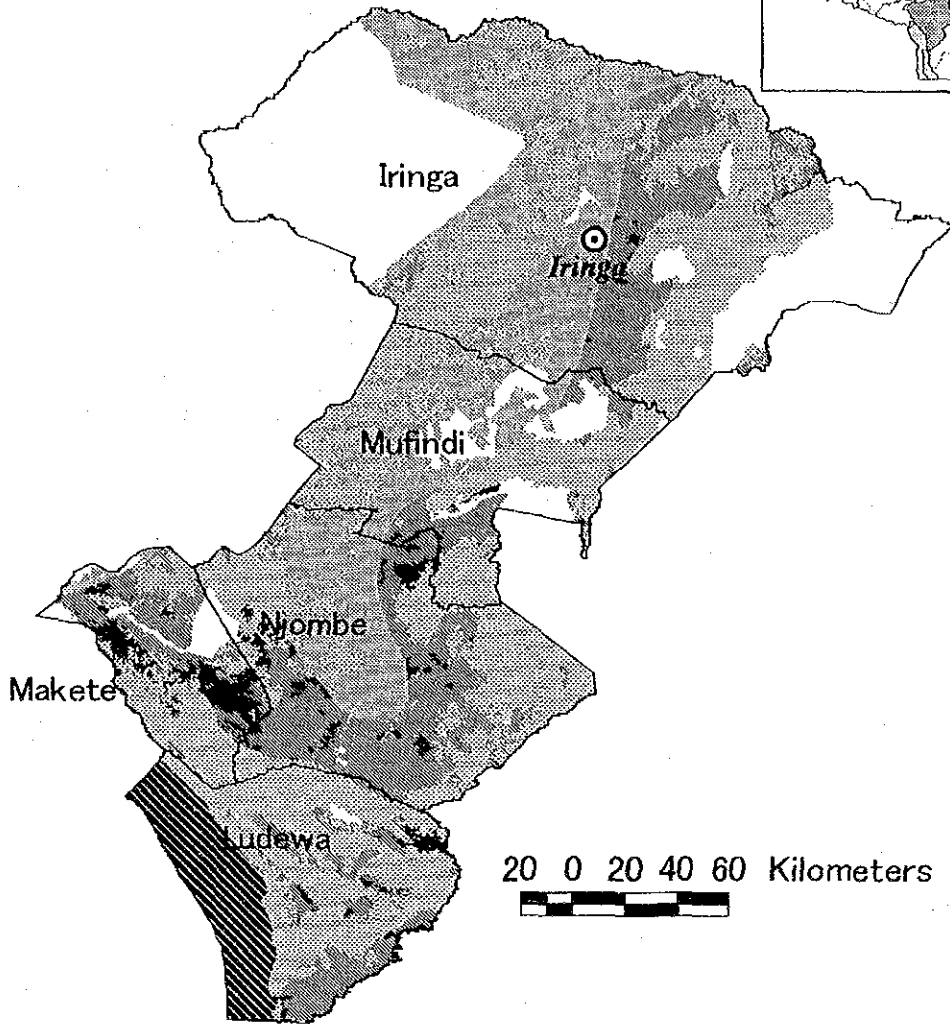 Iringa
Iringa
Mufindi
Njombe
Makete
Ludewa
20 0 20 40 60 Kilometers